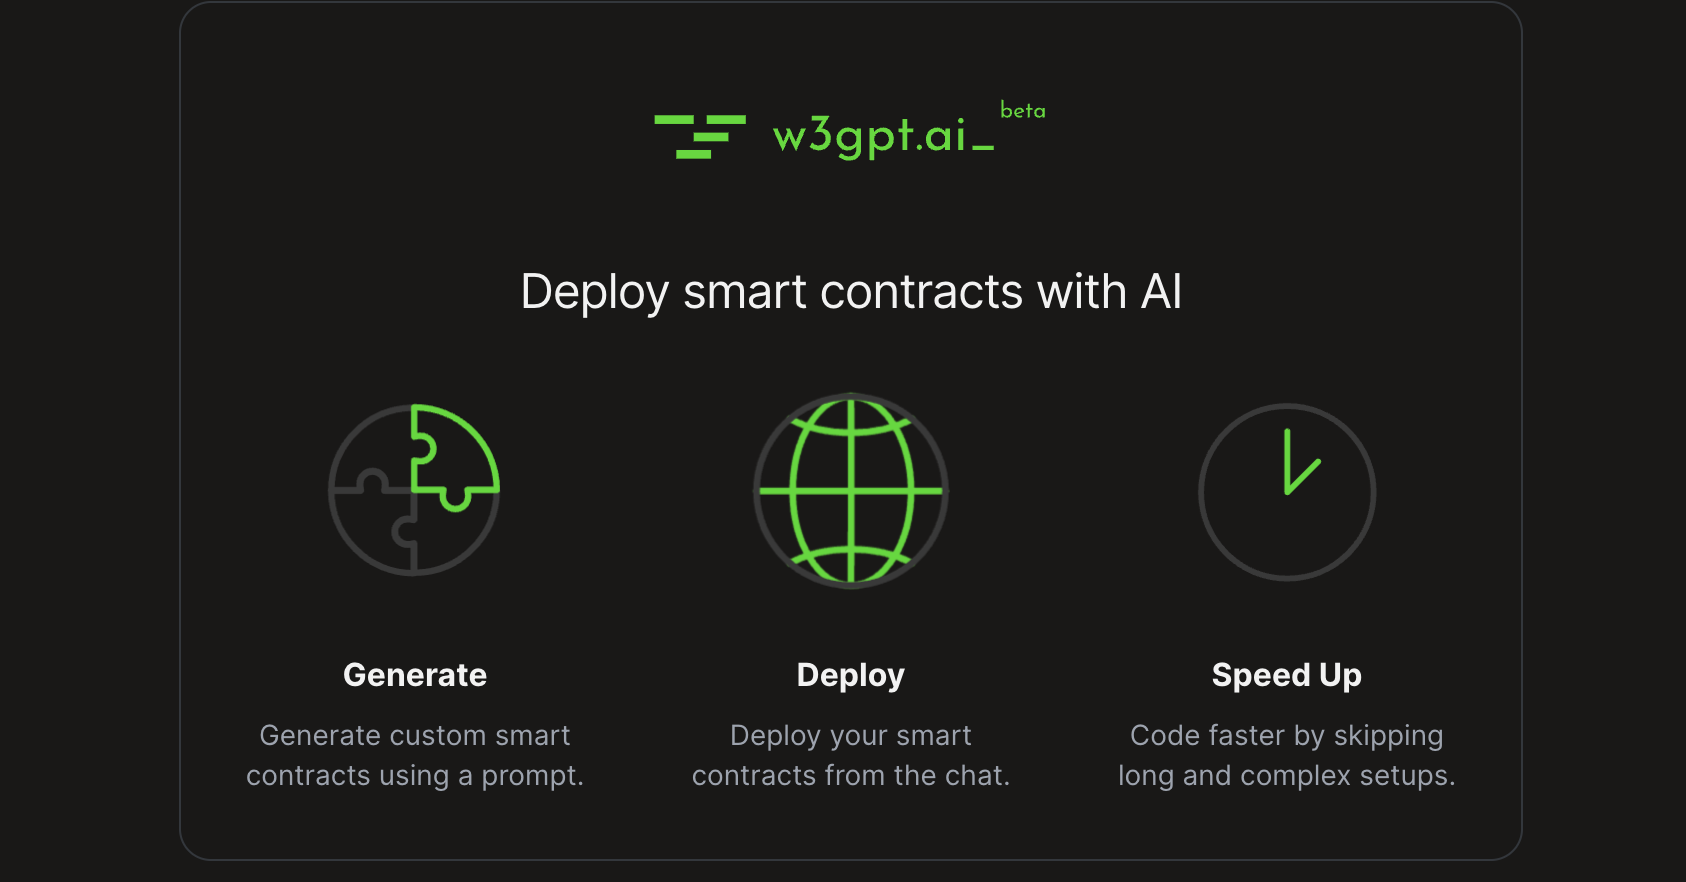 w3gpt.ai_ beta
Deploy smart contracts with AI
Generate
Generate custom smart
contracts using a prompt.
Deploy
Deploy your smart
contracts from the chat.
Speed Up
Code faster by skipping
long and complex setups.